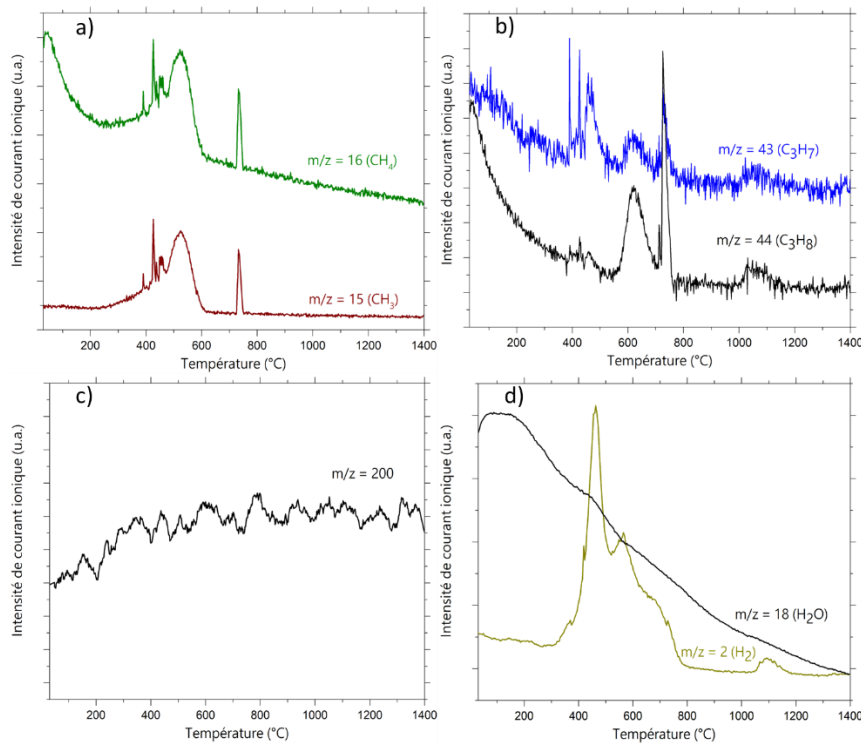 a)
Intensité de courant ionique (u.a.)
m/z = 16 (CH₄)
m/z = 15 (CH₃)
200 400 600 800 1000 1200 1400
Température (°C)
b)
Intensité de courant ionique (u.a.)
m/z = 43 (C₃H₇)
m/z = 44 (C₃H₈)
200 400 600 800 1000 1200 1400
Température (°C)
c)
Intensité de courant ionique (u.a.)
m/z = 200
200 400 600 800 1000 1200 1400
Température (°C)
d)
Intensité de courant ionique (u.a.)
m/z = 18 (H₂O)
m/z = 2 (H₂)
200 400 600 800 1000 1200 1400
Température (°C)